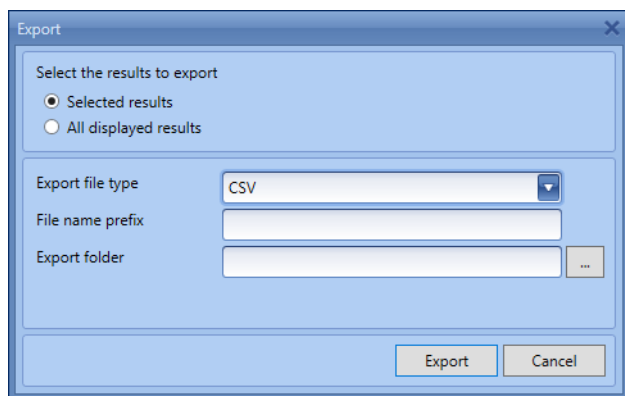 Export
Select the results to export
Selected results
All displayed results
Export file type CSV
File name prefix
Export folder ...
Export Cancel